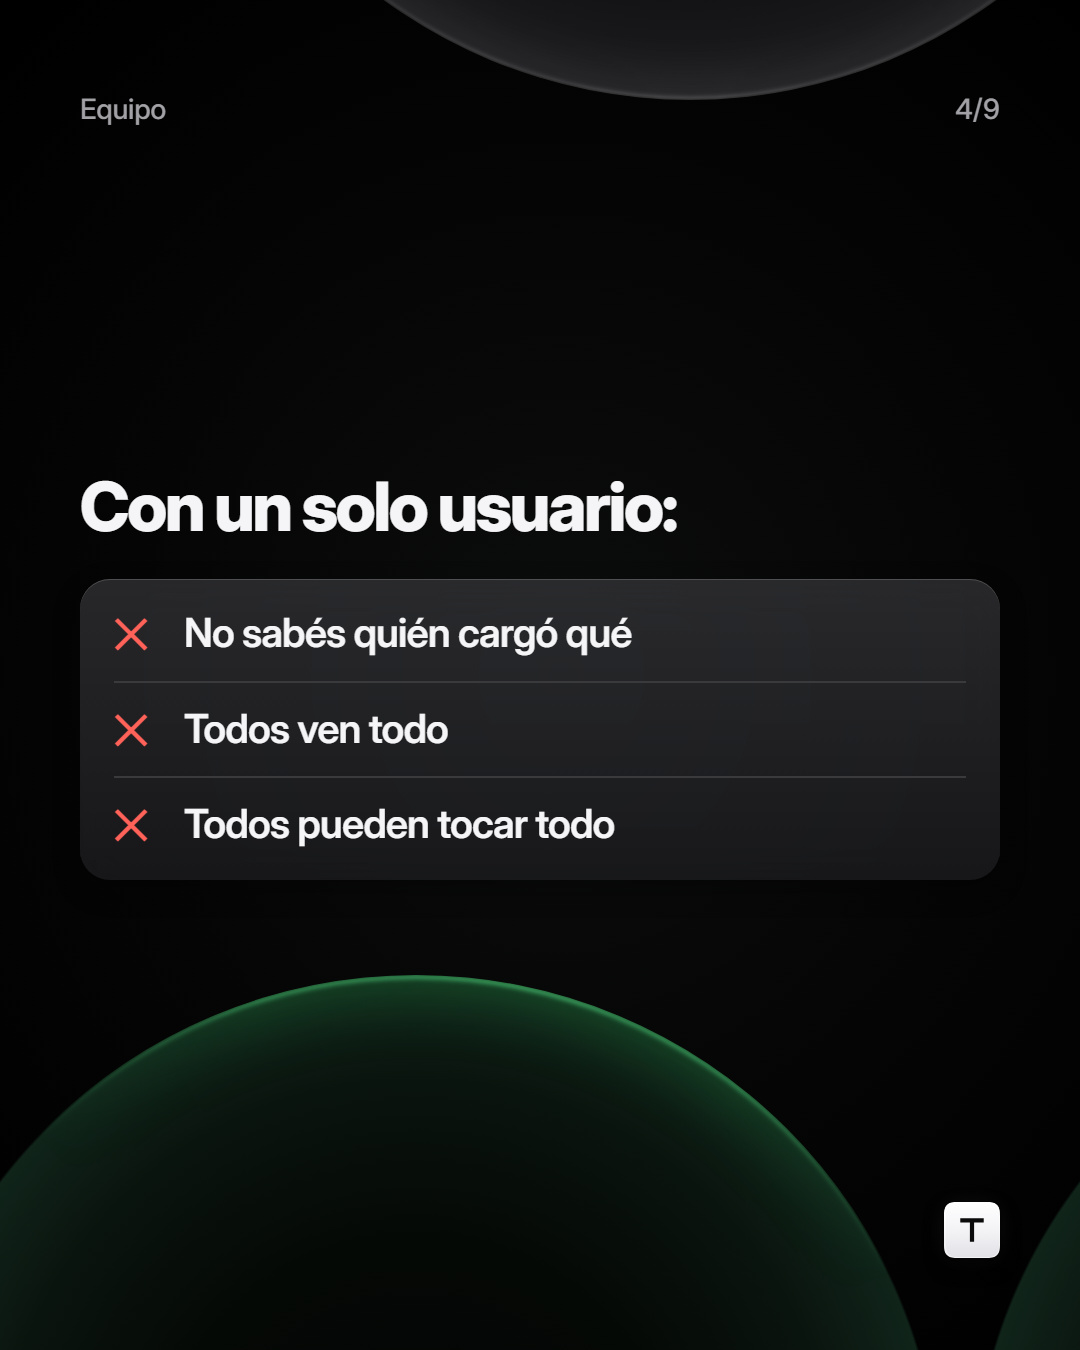 Equipo
4/9
Con un solo usuario:
No sabés quién cargó qué
Todos ven todo
Todos pueden tocar todo
T